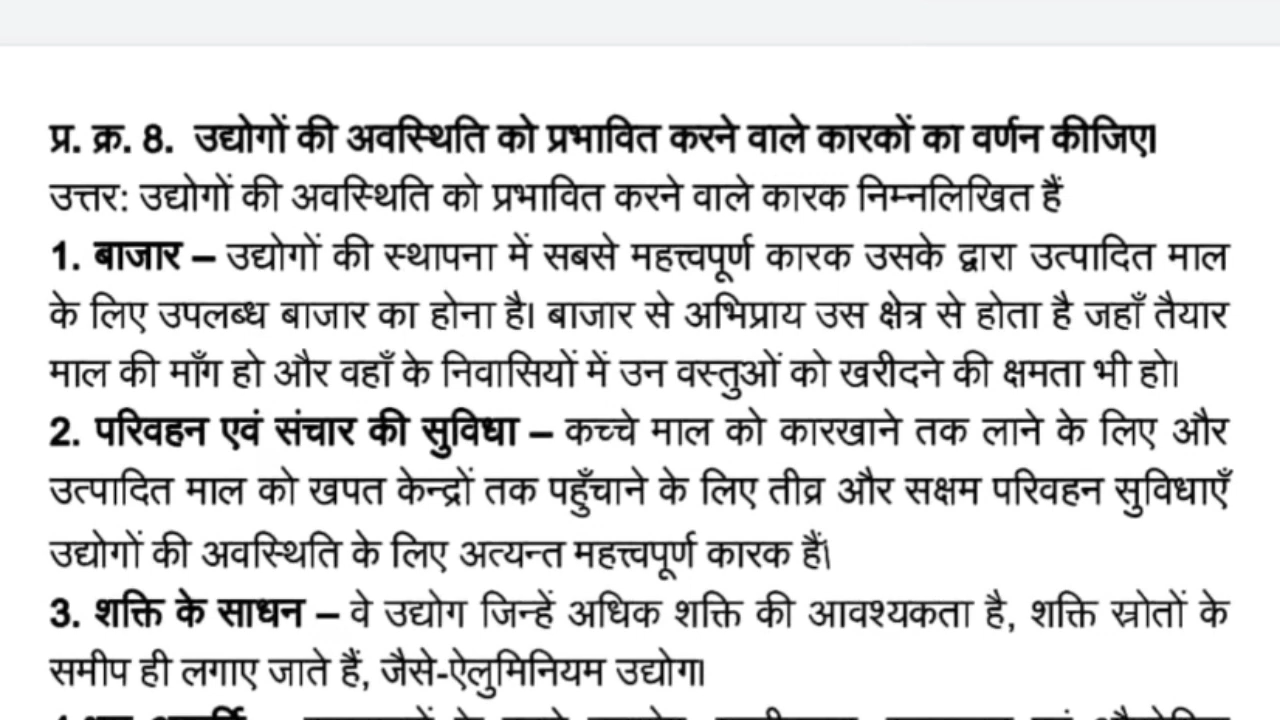 प्र. क्र. 8. उद्योगों की अवस्थिति को प्रभावित करने वाले कारकों का वर्णन कीजिए।
उत्तर: उद्योगों की अवस्थिति को प्रभावित करने वाले कारक निम्नलिखित हैं
1. बाजार – उद्योगों की स्थापना में सबसे महत्त्वपूर्ण कारक उसके द्वारा उत्पादित माल
के लिए उपलब्ध बाजार का होना है। बाजार से अभिप्राय उस क्षेत्र से होता है जहाँ तैयार
माल की माँग हो और वहाँ के निवासियों में उन वस्तुओं को खरीदने की क्षमता भी हो।
2. परिवहन एवं संचार की सुविधा – कच्चे माल को कारखाने तक लाने के लिए और
उत्पादित माल को खपत केन्द्रों तक पहुँचाने के लिए तीव्र और सक्षम परिवहन सुविधाएँ
उद्योगों की अवस्थिति के लिए अत्यन्त महत्त्वपूर्ण कारक हैं।
3. शक्ति के साधन – वे उद्योग जिन्हें अधिक शक्ति की आवश्यकता है, शक्ति स्रोतों के
समीप ही लगाए जाते हैं, जैसे-ऐलुमिनियम उद्योग।